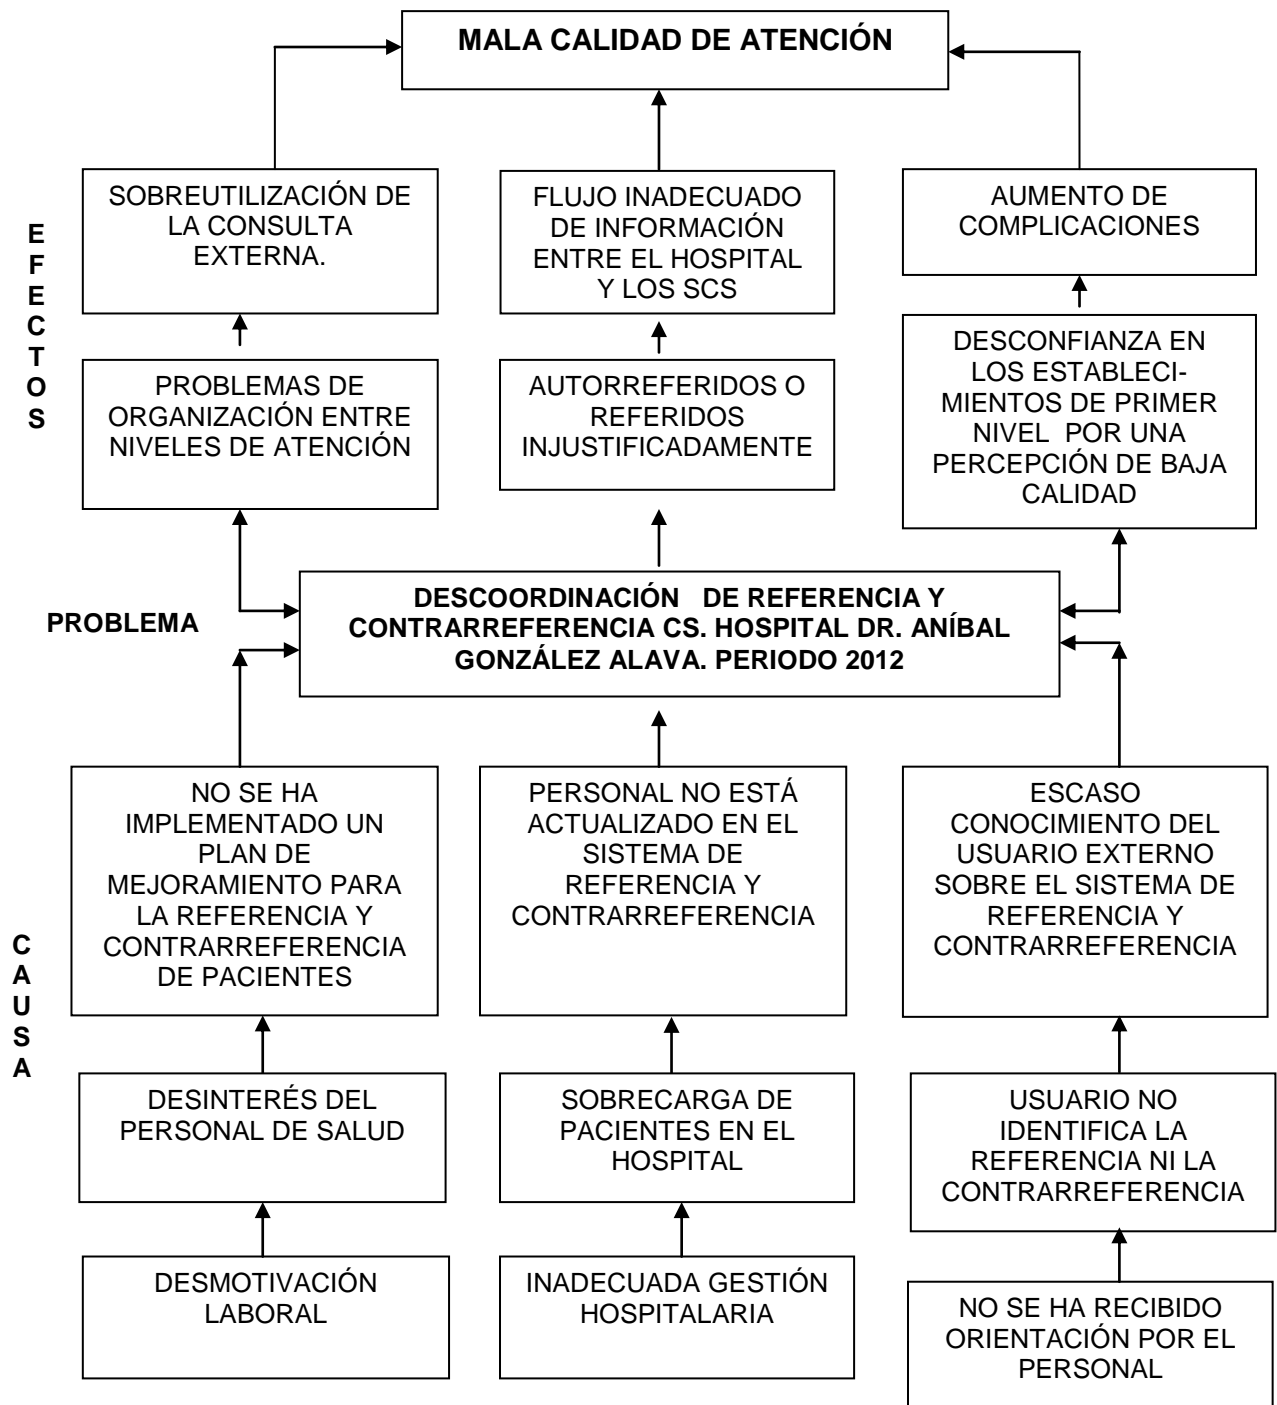 MALA CALIDAD DE ATENCIÓN
SOBREUTILIZACIÓN DE
LA CONSULTA
EXTERNA.
FLUJO INADECUADO
DE INFORMACIÓN
ENTRE EL HOSPITAL
Y LOS SCS
AUMENTO DE
COMPLICACIONES
E
F
E
C
T
O
S
PROBLEMAS DE
ORGANIZACIÓN ENTRE
NIVELES DE ATENCIÓN
AUTORREFERIDOS O
REFERIDOS
INJUSTIFICADAMENTE
DESCONFIANZA EN
LOS ESTABLECI-
MIENTOS DE PRIMER
NIVEL POR UNA
PERCEPCIÓN DE BAJA
CALIDAD
PROBLEMA
DESCOORDINACIÓN DE REFERENCIA Y
CONTRARREFERENCIA CS. HOSPITAL DR. ANÍBAL
GONZÁLEZ ALAVA. PERIODO 2012
NO SE HA
IMPLEMENTADO UN
PLAN DE
MEJORAMIENTO PARA
LA REFERENCIA Y
CONTRARREFERENCIA
DE PACIENTES
PERSONAL NO ESTÁ
ACTUALIZADO EN EL
SISTEMA DE
REFERENCIA Y
CONTRARREFERENCIA
ESCASO
CONOCIMIENTO DEL
USUARIO EXTERNO
SOBRE EL SISTEMA DE
REFERENCIA Y
CONTRARREFERENCIA
C
A
U
S
A
DESINTERÉS DEL
PERSONAL DE SALUD
SOBRECARGA DE
PACIENTES EN EL
HOSPITAL
USUARIO NO
IDENTIFICA LA
REFERENCIA NI LA
CONTRARREFERENCIA
DESMOTIVACIÓN
LABORAL
INADECUADA GESTIÓN
HOSPITALARIA
NO SE HA RECIBIDO
ORIENTACIÓN POR EL
PERSONAL